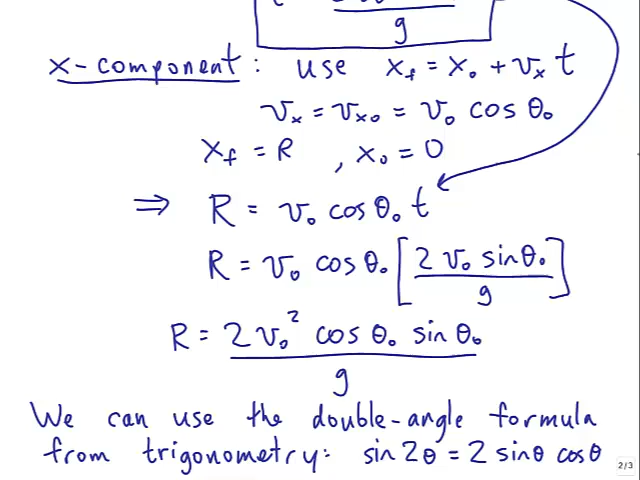 g
x-component: use x_f = x_0 + v_x t
v_x = v_x0 = v_0 cos θ_0
x_f = R , x_0 = 0
⇒ R = v_0 cos θ_0 t
R = v_0 cos θ_0 [2 v_0 sin θ_0 / g]
R = 2 v_0² cos θ_0 sin θ_0 / g
We can use the double-angle formula
from trigonometry: sin 2θ = 2 sin θ cos θ
2/3